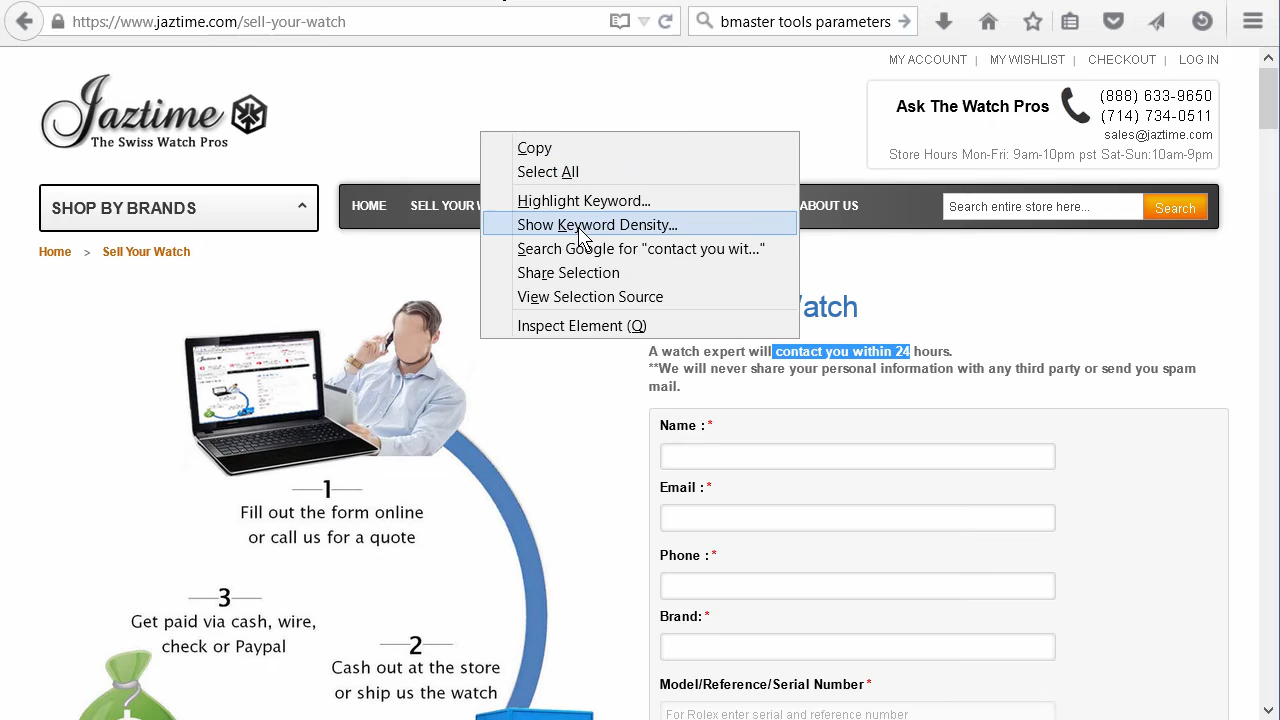 https://www.jaztime.com/sell-your-watch
bmaster tools parameters
MY ACCOUNT | MY WISHLIST | CHECKOUT | LOG IN
Jaztime
The Swiss Watch Pros
Ask The Watch Pros
(888) 633-9650
(714) 734-0511
sales@jaztime.com
Store Hours Mon-Fri: 9am-10pm pst Sat-Sun:10am-9pm
SHOP BY BRANDS
HOME
SELL YOUR W
ABOUT US
Search entire store here...
Search
Home > Sell Your Watch
Copy
Select All
Highlight Keyword...
Show Keyword Density...
Search Google for "contact you wit..."
Share Selection
View Selection Source
Inspect Element (Q)
Watch
A watch expert will contact you within 24 hours.
**We will never share your personal information with any third party or send you spam
mail.
Name : *
Email : *
Phone : *
Brand: *
Model/Reference/Serial Number *
For Rolex enter serial and reference number
1
Fill out the form online
or call us for a quote
3
Get paid via cash, wire,
check or Paypal
2
Cash out at the store
or ship us the watch